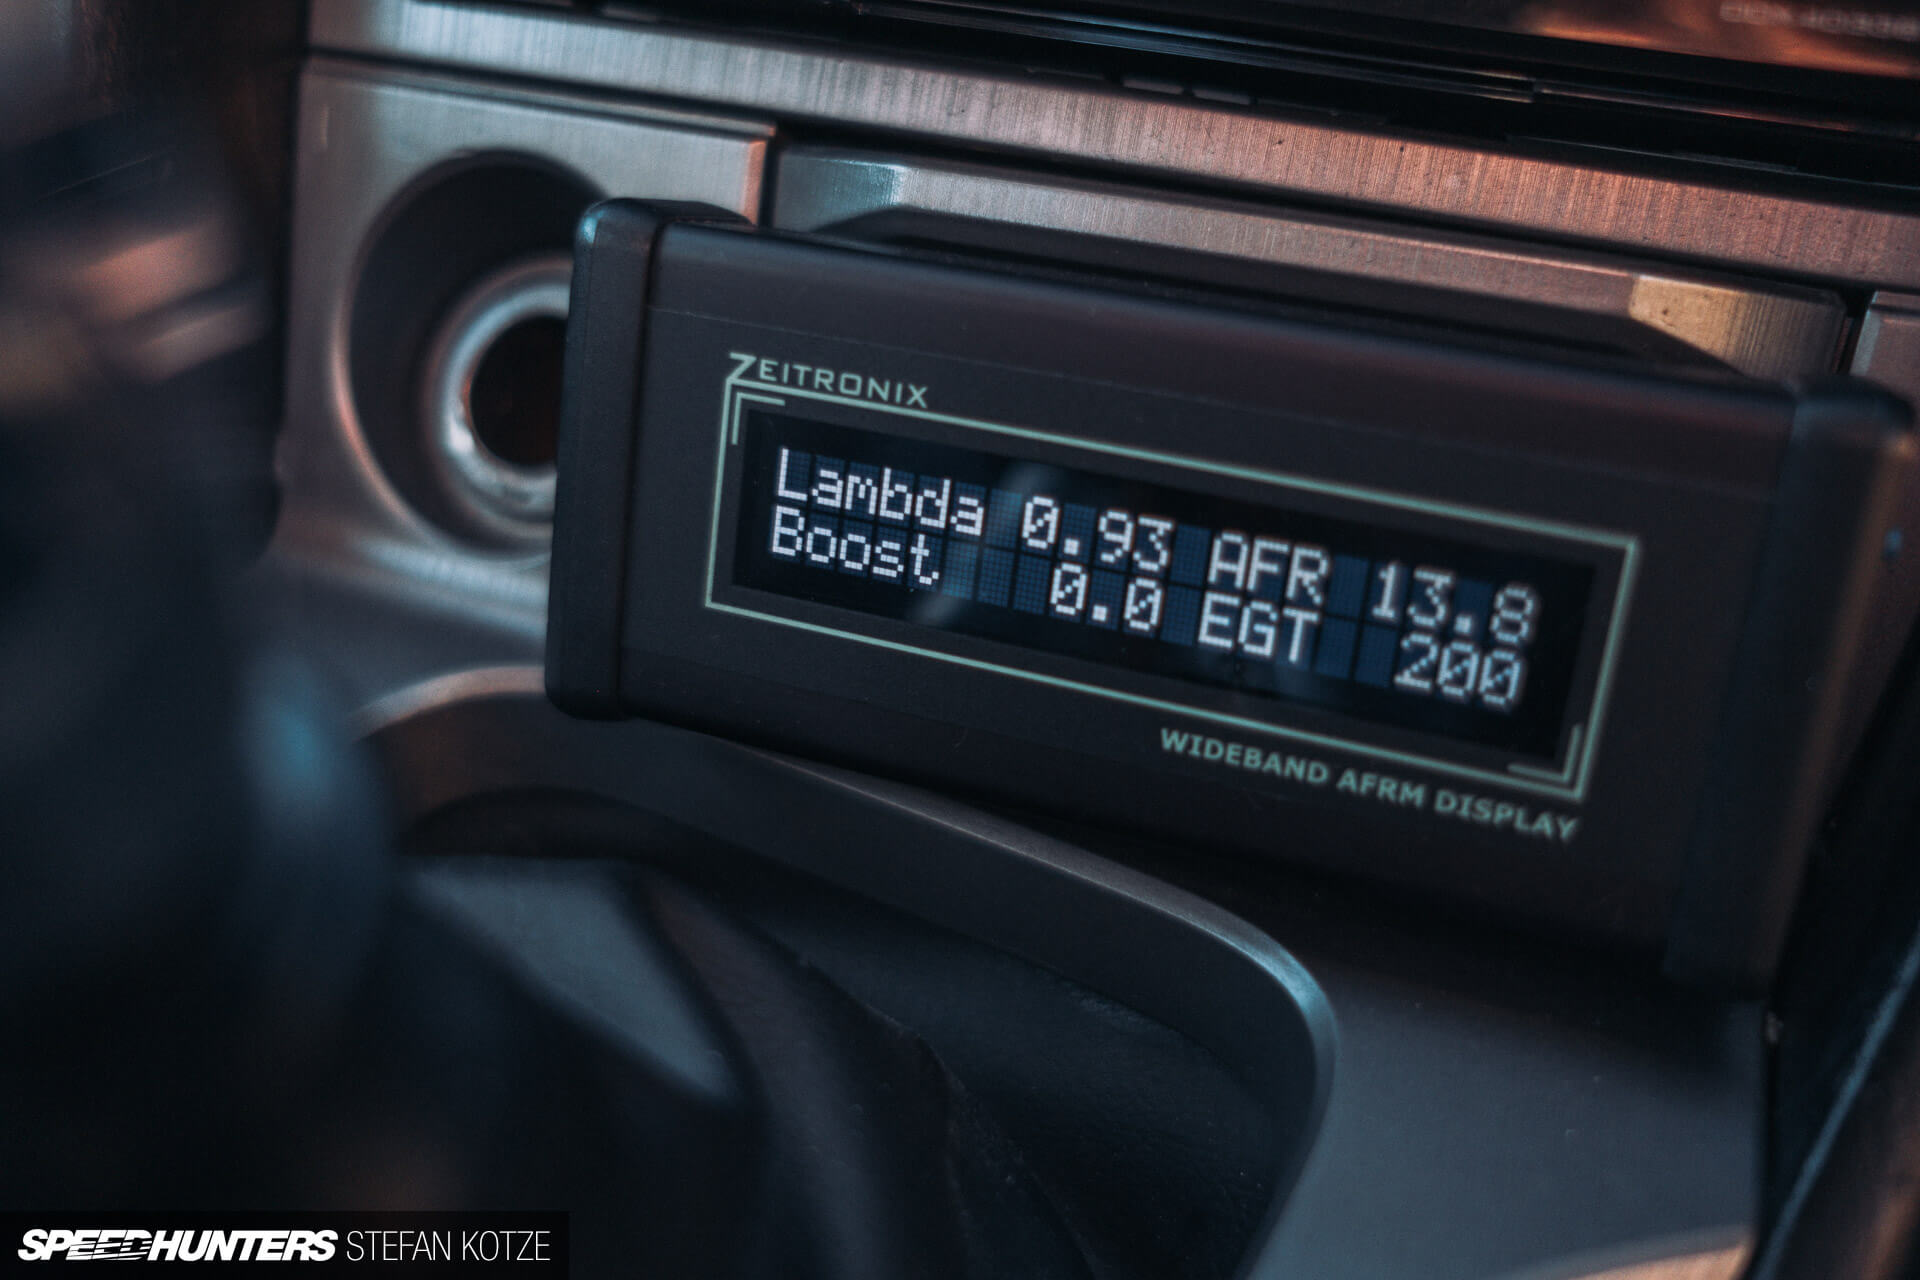 ZEITRONIX
Lambda 0.93 AFR 13.8
Boost 0.0 EGT 200
WIDEBAND AFRM DISPLAY
SPEEDHUNTERS STEFAN KOTZE